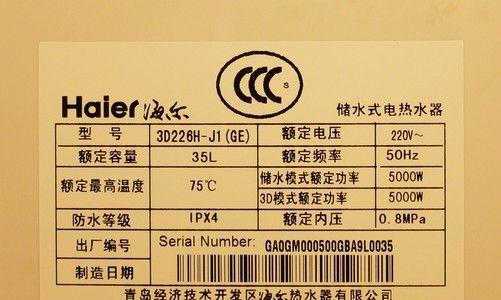 CCC S
Haier 海尔 储水式电热水器
型 号 3D226H-J1(GE) 额定电压 220V~
额定容量 35L 额定频率 50Hz
额定最高温度 75℃ 储水模式额定功率 5000W
3D模式额定功率 5000W
防水等级 IPX4 额定内压 0.8MPa
出厂编号 Serial Number: GA0GM000500GBA9L0035
制造日期
青岛经济技术开发区海尔热水器有限公司